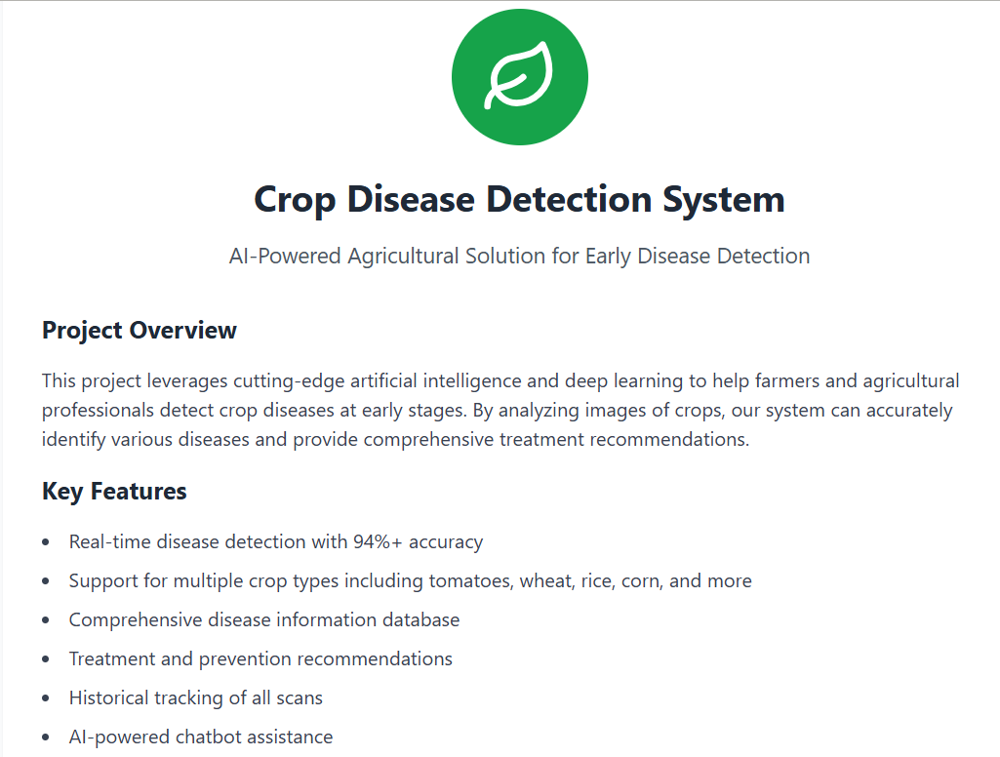 Crop Disease Detection System
AI-Powered Agricultural Solution for Early Disease Detection
Project Overview
This project leverages cutting-edge artificial intelligence and deep learning to help farmers and agricultural
professionals detect crop diseases at early stages. By analyzing images of crops, our system can accurately
identify various diseases and provide comprehensive treatment recommendations.
Key Features
• Real-time disease detection with 94%+ accuracy
• Support for multiple crop types including tomatoes, wheat, rice, corn, and more
• Comprehensive disease information database
• Treatment and prevention recommendations
• Historical tracking of all scans
• AI-powered chatbot assistance